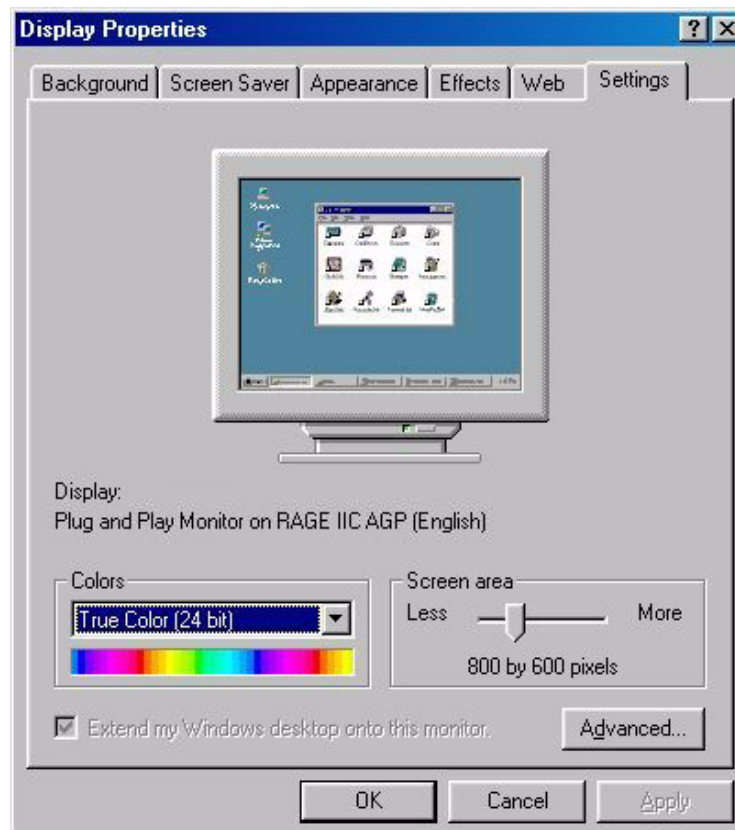 Display Properties
Background Screen Saver Appearance Effects Web Settings
Display:
Plug and Play Monitor on RAGE IIC AGP (English)
Colors
True Color (24 bit)
Screen area
Less More
800 by 600 pixels
Extend my Windows desktop onto this monitor.
Advanced...
OK Cancel Apply